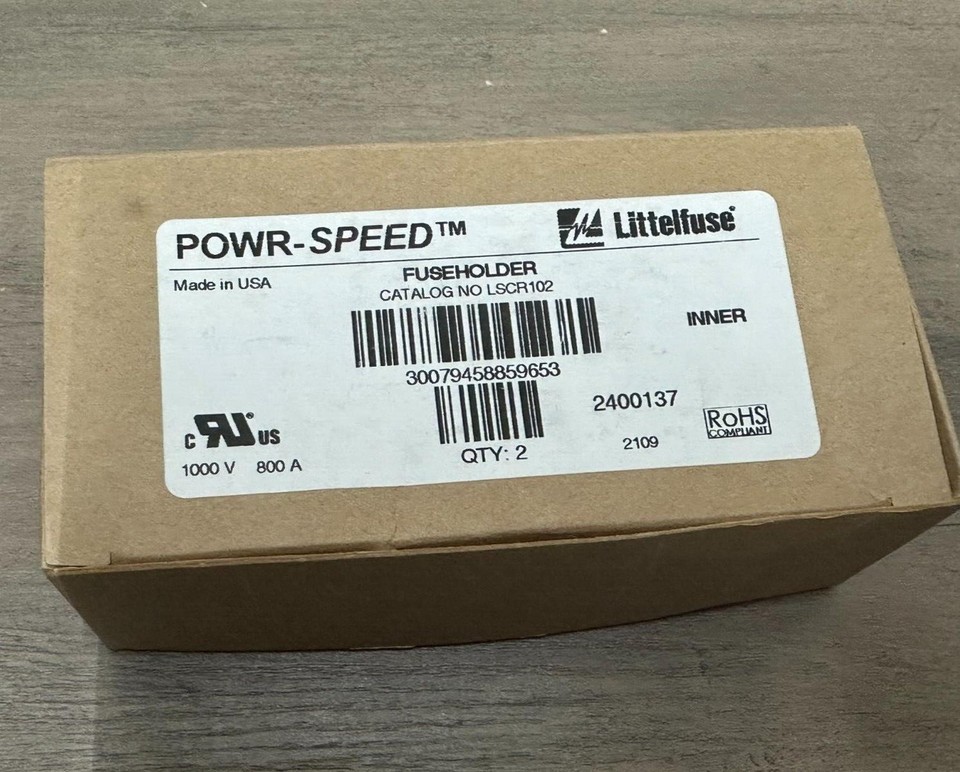 POWR-SPEED™
Littelfuse®
Made in USA
FUSEHOLDER
CATALOG NO LSCR102
INNER
30079458859653
2400137
RoHS
COMPLIANT
c RU® US
2109
QTY: 2
1000 V 800 A